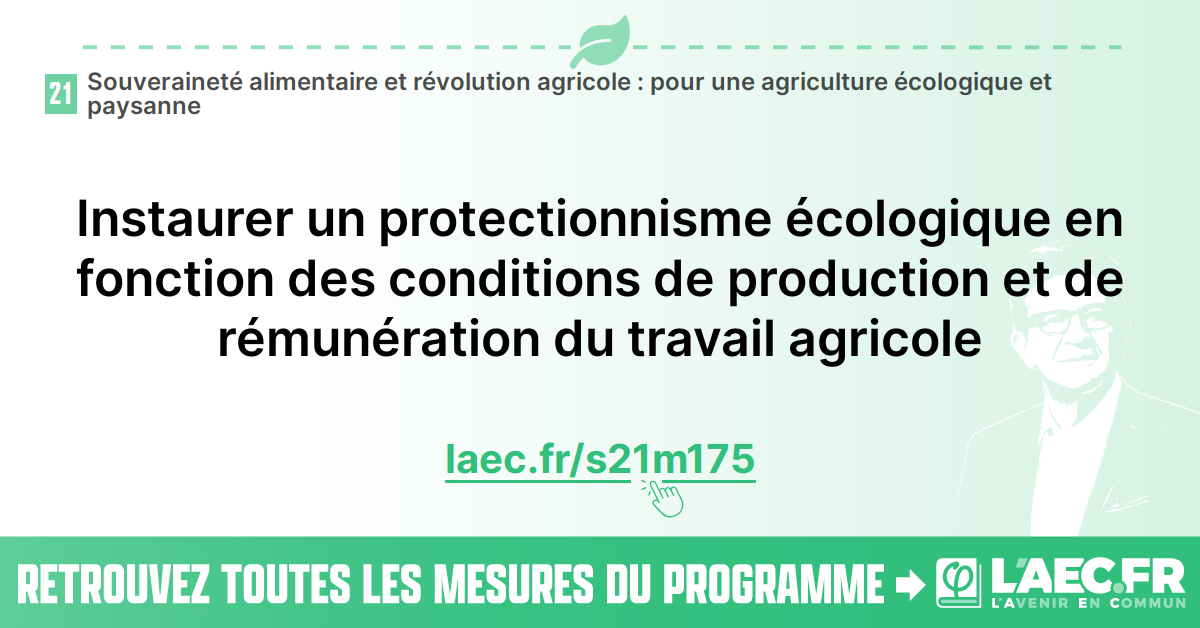 21
Souveraineté alimentaire et révolution agricole : pour une agriculture écologique et
paysanne
Instaurer un protectionnisme écologique en
fonction des conditions de production et de
rémunération du travail agricole
laec.fr/s21m175
RETROUVEZ TOUTES LES MESURES DU PROGRAMME
φ L'AEC.FR
L'AVENIR EN COMMUN